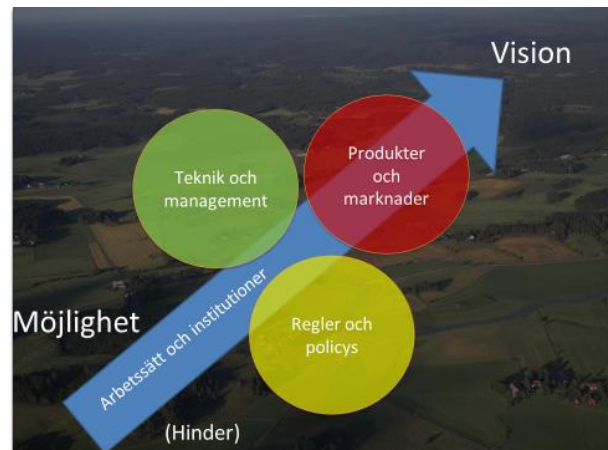 Vision
Produkter
och
marknader
Teknik och
management
Möjlighet
Arbetssätt och institutioner
Regler och
policys
(Hinder)